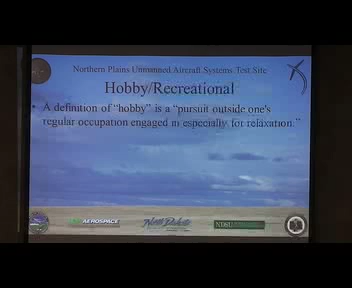 Northern Plains Unmanned Aircraft Systems Test Site
Hobby/Recreational
• A definition of “hobby” is a “pursuit outside one's
regular occupation engaged in especially for relaxation.”
AEROSPACE
North Dakota
NDSU